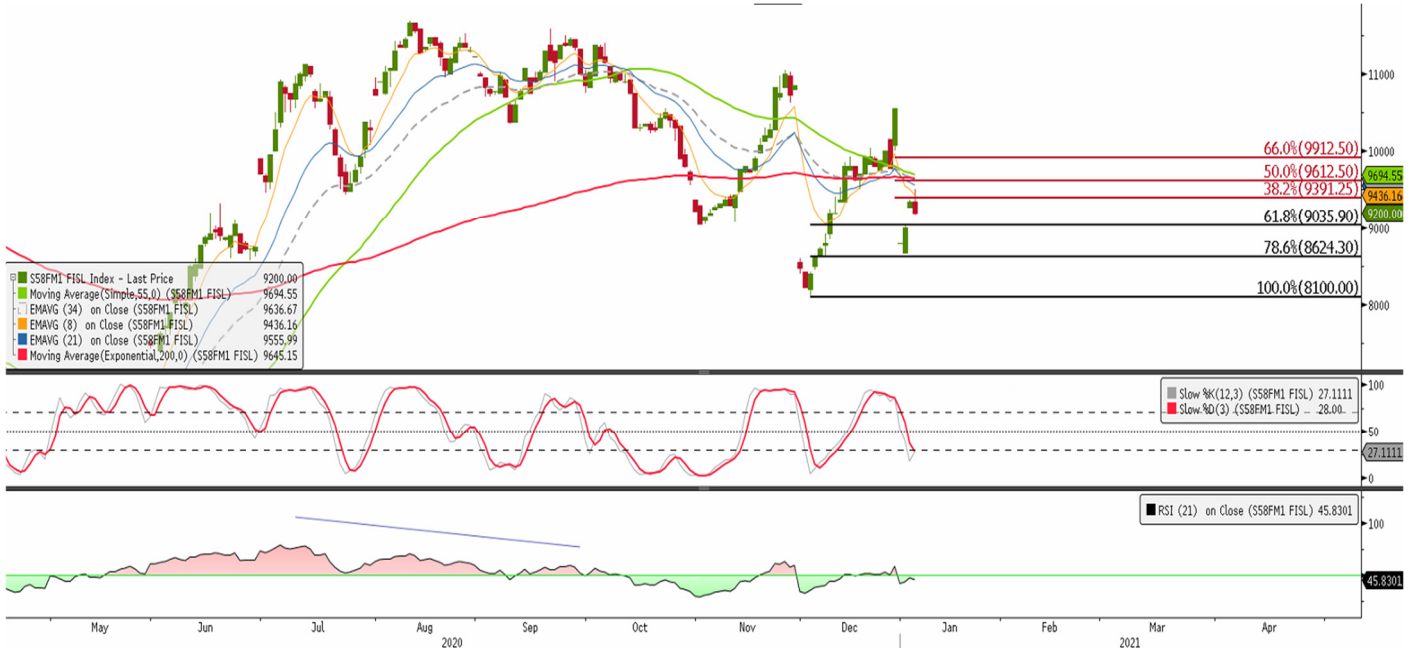 11000
10000
9000
8000
66.0%(9912.50)
50.0%(9612.50)
38.2%(9391.25)
61.8%(9035.90)
78.6%(8624.30)
100.0%(8100.00)
9694.55
9436.16
9200.00
S58FM1 FISL Index - Last Price 9200.00
Moving Average(Simple,55,0) (S58FM1 FISL) 9694.55
EMAVG (34) on Close (S58FM1 FISL) 9636.67
EMAVG (8) on Close (S58FM1 FISL) 9436.16
EMAVG (21) on Close (S58FM1 FISL) 9555.99
Moving Average(Exponential,200,0) (S58FM1 FISL) 9645.15
Slow %K(12,3) (S58FM1 FISL) 27.1111
Slow %D(3) (S58FM1 FISL) 28.00
100
50
27.1111
0
RSI (21) on Close (S58FM1 FISL) 45.8301
100
45.8301
May Jun Jul Aug Sep Oct Nov Dec Jan Feb Mar Apr
2020 2021